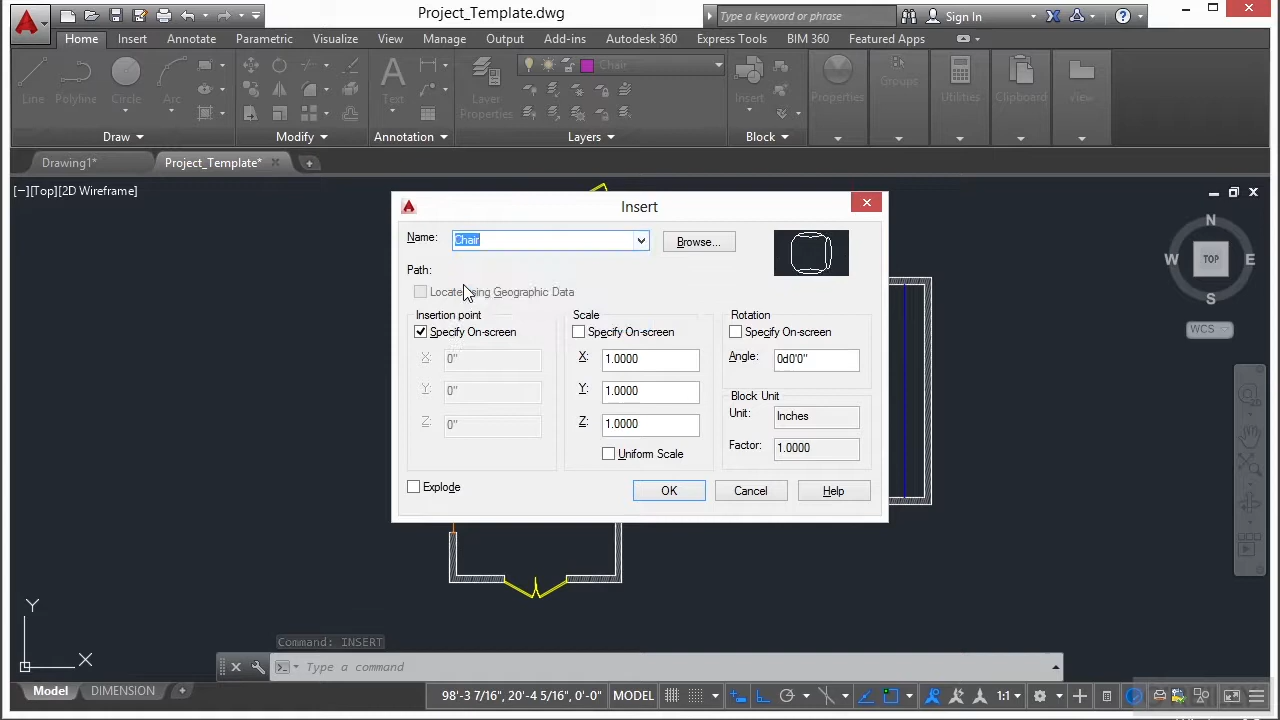 Project_Template.dwg
Type a keyword or phrase
Sign In
Home Insert Annotate Parametric Visualize View Manage Output Add-ins Autodesk 360 Express Tools BIM 360 Featured Apps
Chair
Line Polyline Circle Arc Text Layer Properties Insert Properties Groups Utilities Clipboard View
Draw Modify Annotation Layers Block
Drawing1* Project_Template*
[−][Top][2D Wireframe]
Insert
Name: Chair Browse...
Path:
Locate using Geographic Data
Insertion point Scale Rotation
Specify On-screen Specify On-screen Specify On-screen
X: 0" X: 1.0000 Angle: 0d0'0"
Y: 0" Y: 1.0000
Block Unit
Unit: Inches
Z: 0" Z: 1.0000
Factor: 1.0000
Uniform Scale
Explode OK Cancel Help
N
W TOP E
S
WCS
2D
Y
X
Command: INSERT
Type a command
Model DIMENSION + 98'-3 7/16", 20'-4 5/16", 0'-0" MODEL 1:1